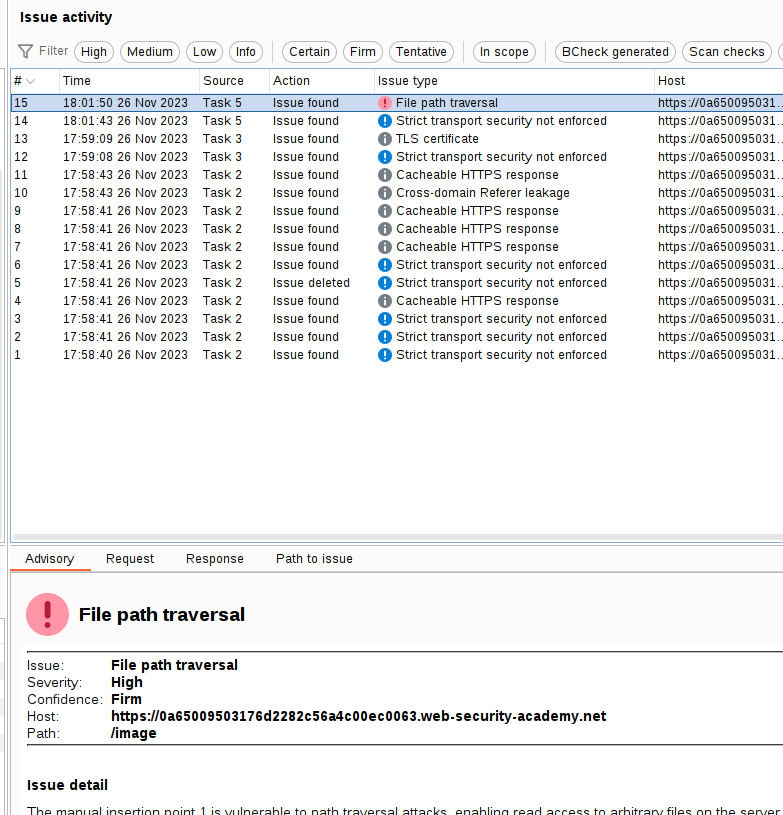 Issue activity
Filter High Medium Low Info Certain Firm Tentative In scope BCheck generated Scan checks
# Time Source Action Issue type Host
15 18:01:50 26 Nov 2023 Task 5 Issue found File path traversal https://0a650095031...
14 18:01:43 26 Nov 2023 Task 5 Issue found Strict transport security not enforced https://0a650095031...
13 17:59:09 26 Nov 2023 Task 3 Issue found TLS certificate https://0a650095031...
12 17:59:08 26 Nov 2023 Task 3 Issue found Strict transport security not enforced https://0a650095031...
11 17:58:43 26 Nov 2023 Task 2 Issue found Cacheable HTTPS response https://0a650095031...
10 17:58:43 26 Nov 2023 Task 2 Issue found Cross-domain Referer leakage https://0a650095031...
9 17:58:41 26 Nov 2023 Task 2 Issue found Cacheable HTTPS response https://0a650095031...
8 17:58:41 26 Nov 2023 Task 2 Issue found Cacheable HTTPS response https://0a650095031...
7 17:58:41 26 Nov 2023 Task 2 Issue found Cacheable HTTPS response https://0a650095031...
6 17:58:41 26 Nov 2023 Task 2 Issue found Strict transport security not enforced https://0a650095031...
5 17:58:41 26 Nov 2023 Task 2 Issue deleted Strict transport security not enforced https://0a650095031...
4 17:58:41 26 Nov 2023 Task 2 Issue found Cacheable HTTPS response https://0a650095031...
3 17:58:41 26 Nov 2023 Task 2 Issue found Strict transport security not enforced https://0a650095031...
2 17:58:41 26 Nov 2023 Task 2 Issue found Strict transport security not enforced https://0a650095031...
1 17:58:40 26 Nov 2023 Task 2 Issue found Strict transport security not enforced https://0a650095031...
Advisory Request Response Path to issue
File path traversal
Issue: File path traversal
Severity: High
Confidence: Firm
Host: https://0a65009503176d2282c56a4c00ec0063.web-security-academy.net
Path: /image
Issue detail
The manual insertion point 1 is vulnerable to path traversal attacks, enabling read access to arbitrary files on the server.